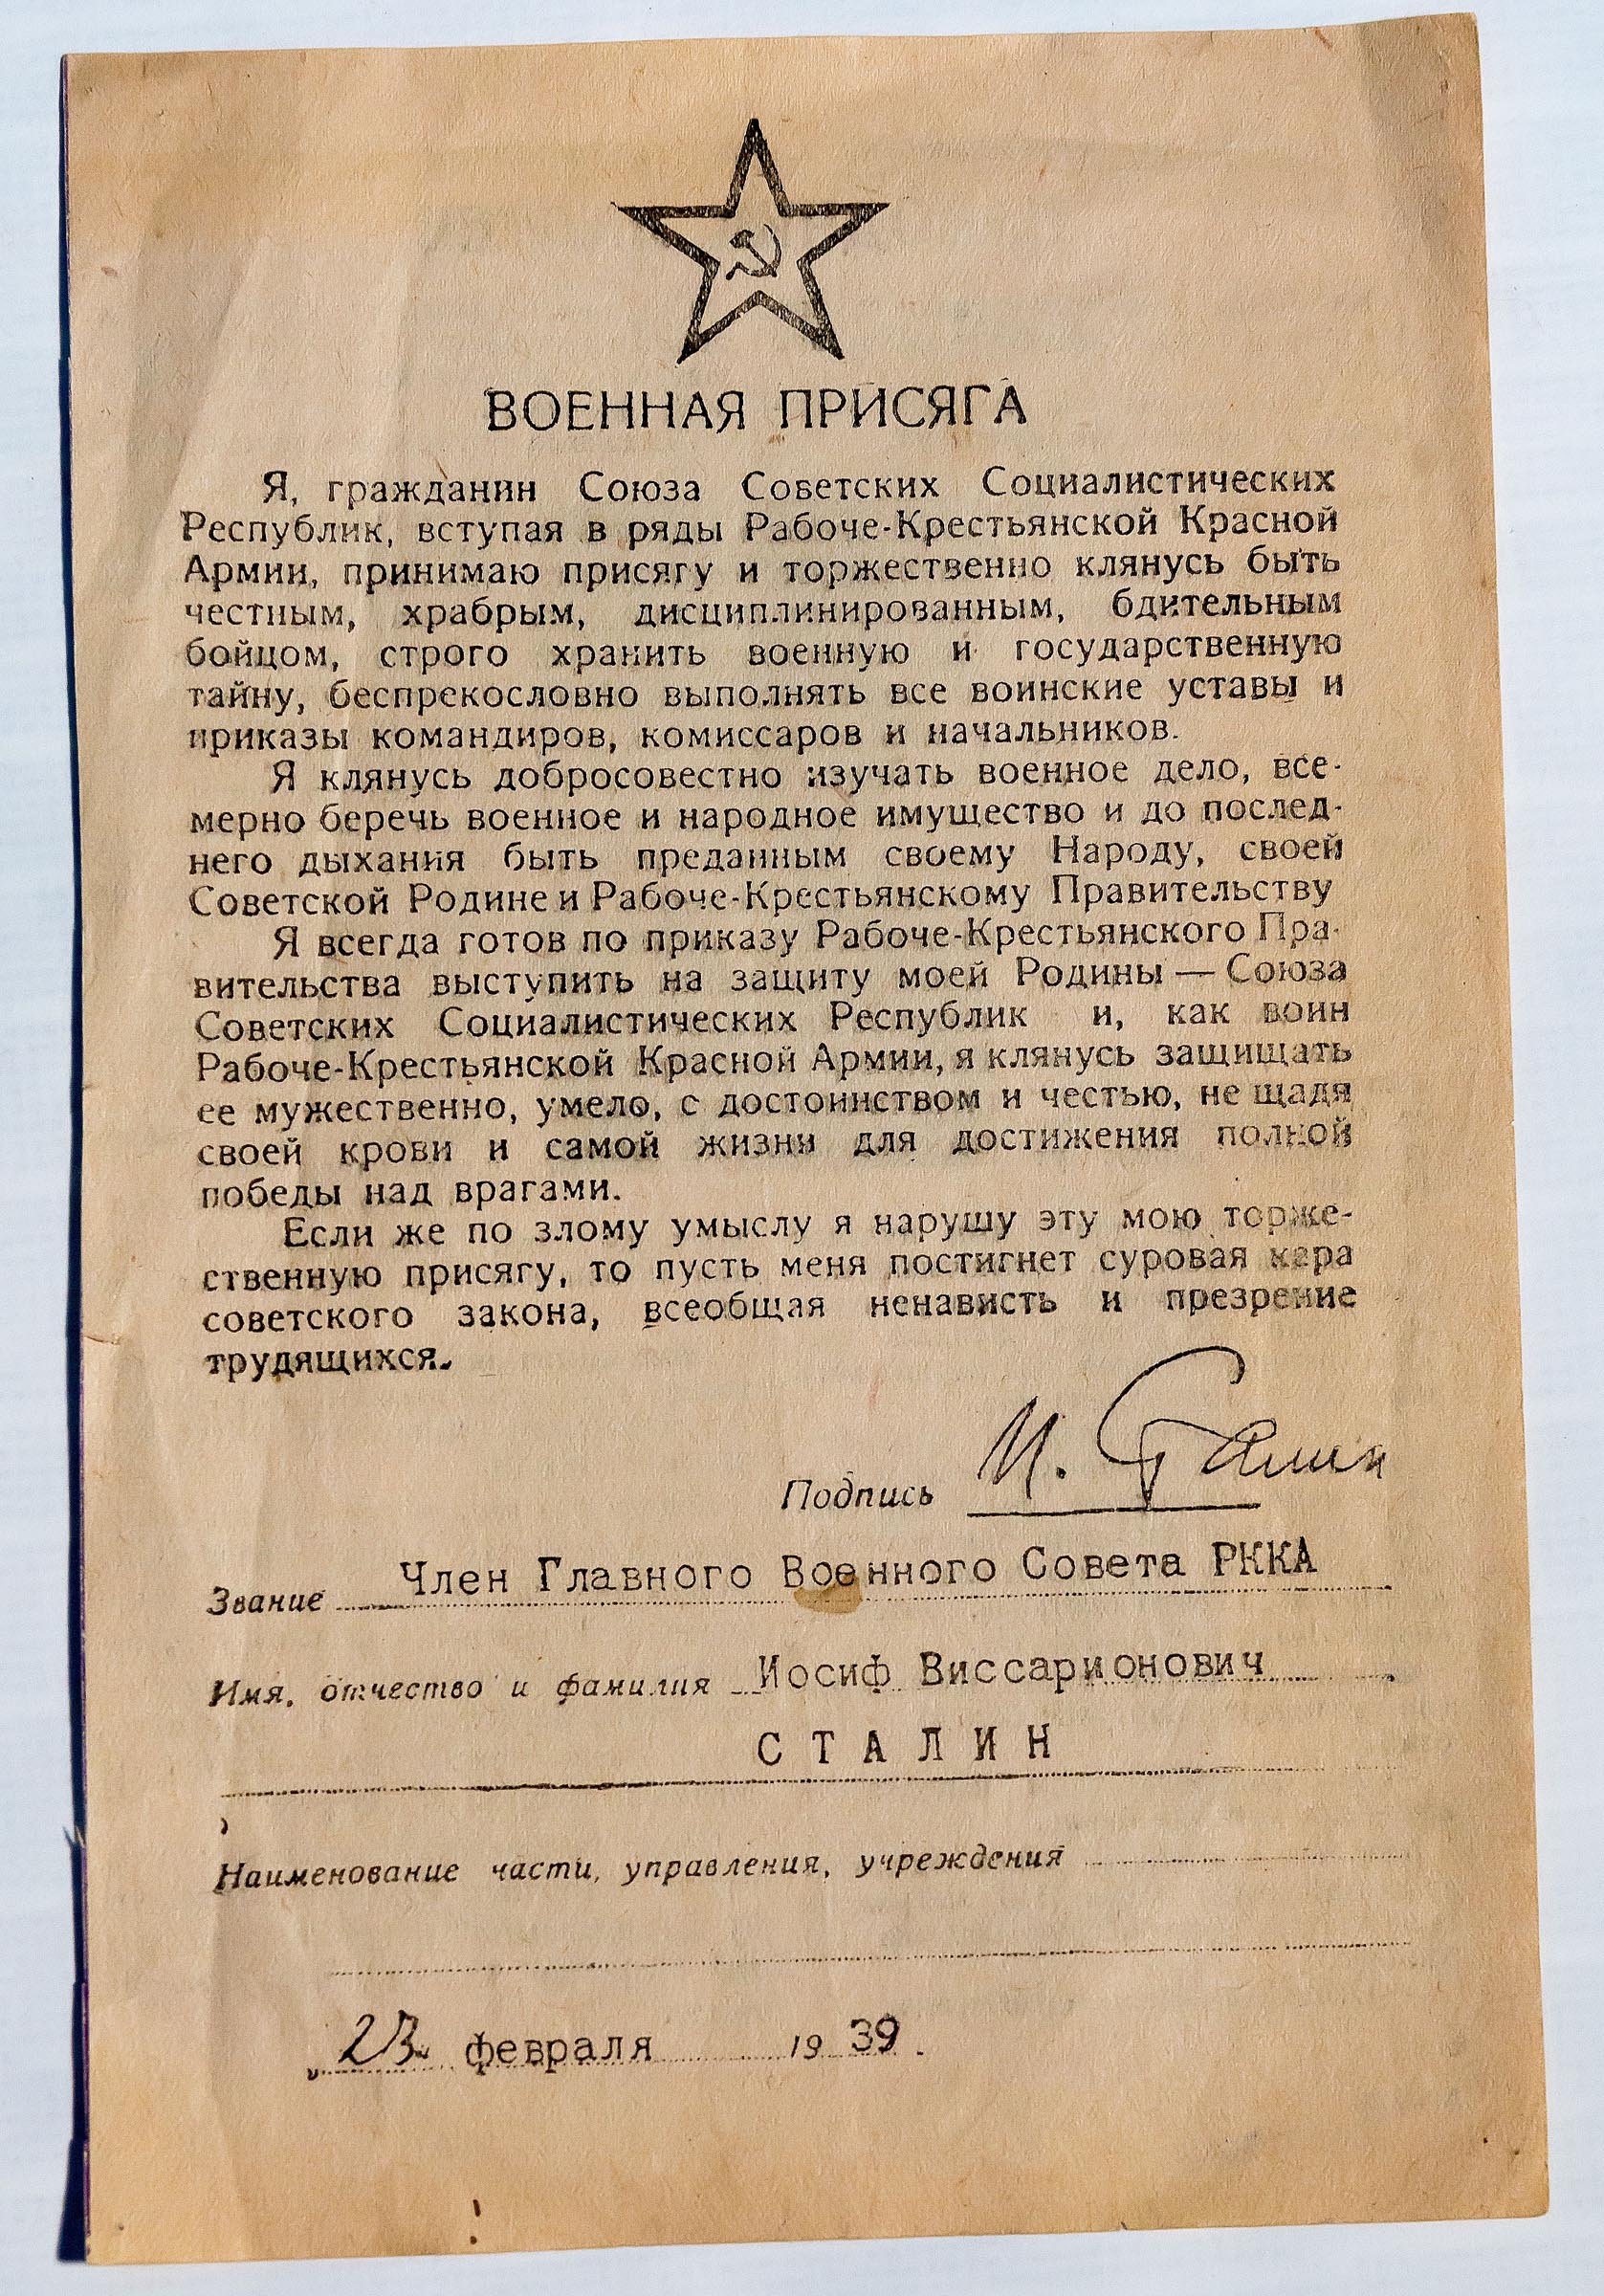 ВОЕННАЯ ПРИСЯГА
Я, гражданин Союза Советских Социалистических
Республик, вступая в ряды Рабоче-Крестьянской Красной
Армии, принимаю присягу и торжественно клянусь быть
честным, храбрым, дисциплинированным, бдительным
бойцом, строго хранить военную и государственную
тайну, беспрекословно выполнять все воинские уставы и
приказы командиров, комиссаров и начальников.
Я клянусь добросовестно изучать военное дело, все-
мерно беречь военное и народное имущество и до послед-
него дыхания быть преданным своему Народу, своей
Советской Родине и Рабоче-Крестьянскому Правительству
Я всегда готов по приказу Рабоче-Крестьянского Пра-
вительства выступить на защиту моей Родины — Союза
Советских Социалистических Республик и, как воин
Рабоче-Крестьянской Красной Армии, я клянусь защищать
ее мужественно, умело, с достоинством и честью, не щадя
своей крови и самой жизни для достижения полной
победы над врагами.
Если же по злому умыслу я нарушу эту мою торже-
ственную присягу, то пусть меня постигнет суровая кара
советского закона, всеобщая ненависть и презрение
трудящихся.
Подпись И. Сталин
Звание Член Главного Военного Совета РККА
Имя, отчество и фамилия Иосиф Виссарионович
СТАЛИН
Наименование части, управления, учреждения
„23“ февраля 1939.